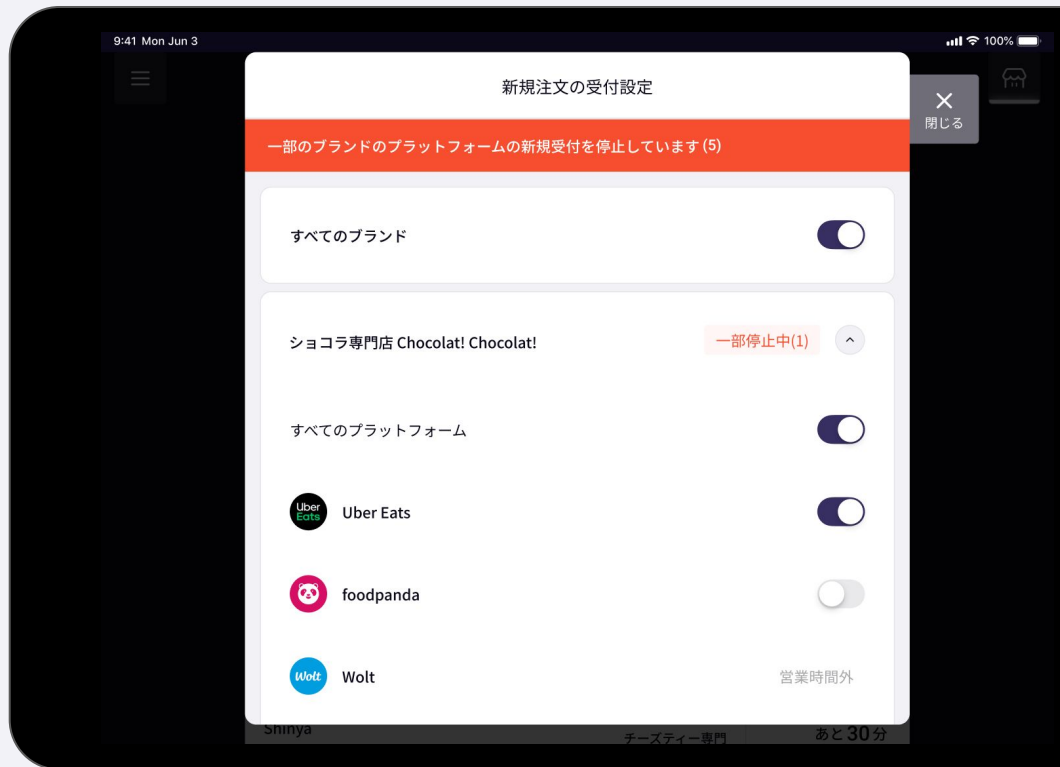 9:41 Mon Jun 3
100%
新規注文の受付設定
閉じる
一部のブランドのプラットフォームの新規受付を停止しています(5)
すべてのブランド
ショコラ専門店 Chocolat! Chocolat!
一部停止中(1)
すべてのプラットフォーム
Uber Eats
Uber Eats
foodpanda
Wolt
Wolt
営業時間外
Shinya
チーズティー専門
あと30分